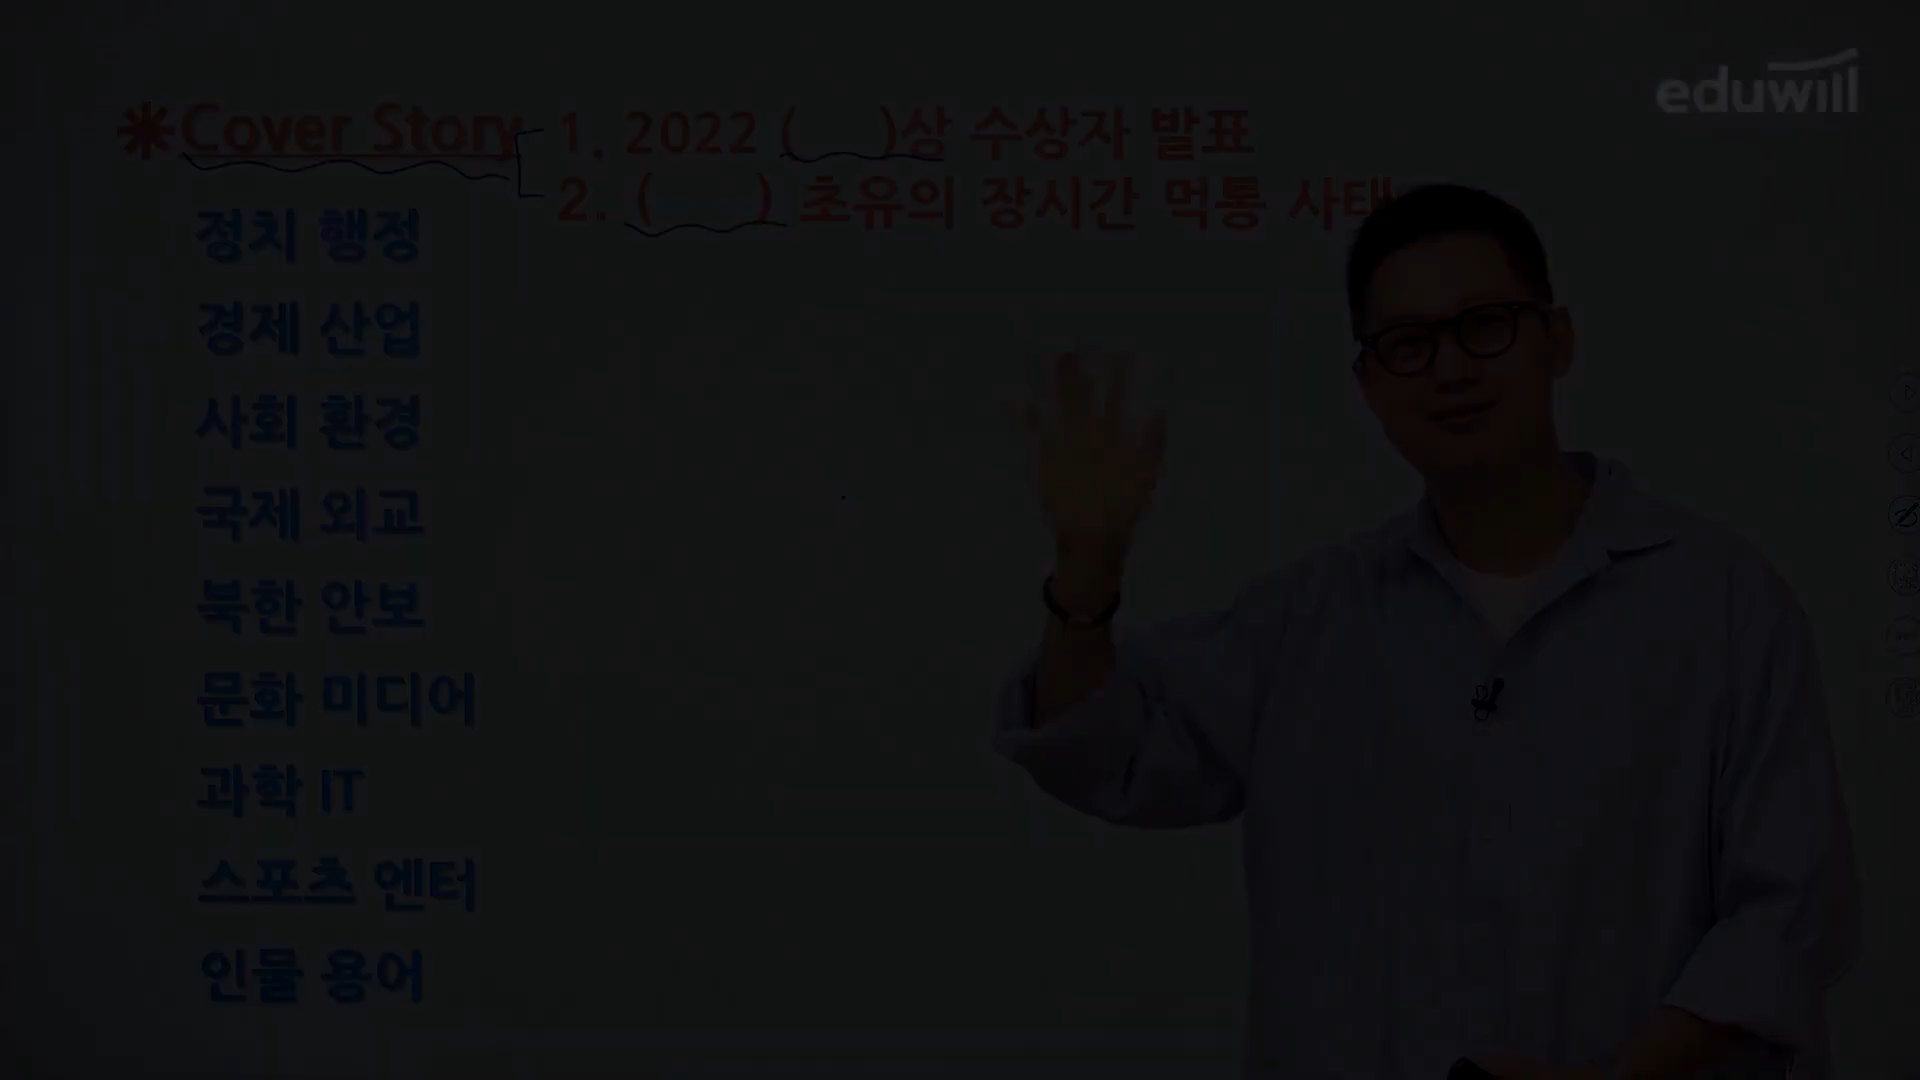 eduwill
✳Cover Story
1. 2022 ( )상 수상자 발표
2. ( ) 초유의 장시간 먹통 사태
정치 행정
경제 산업
사회 환경
국제 외교
북한 안보
문화 미디어
과학 IT
스포츠 엔터
인물 용어